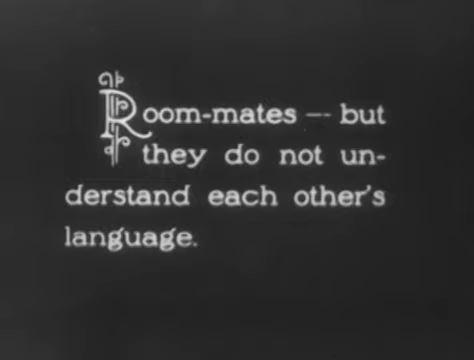 Room-mates — but
they do not un-
derstand each other's
language.